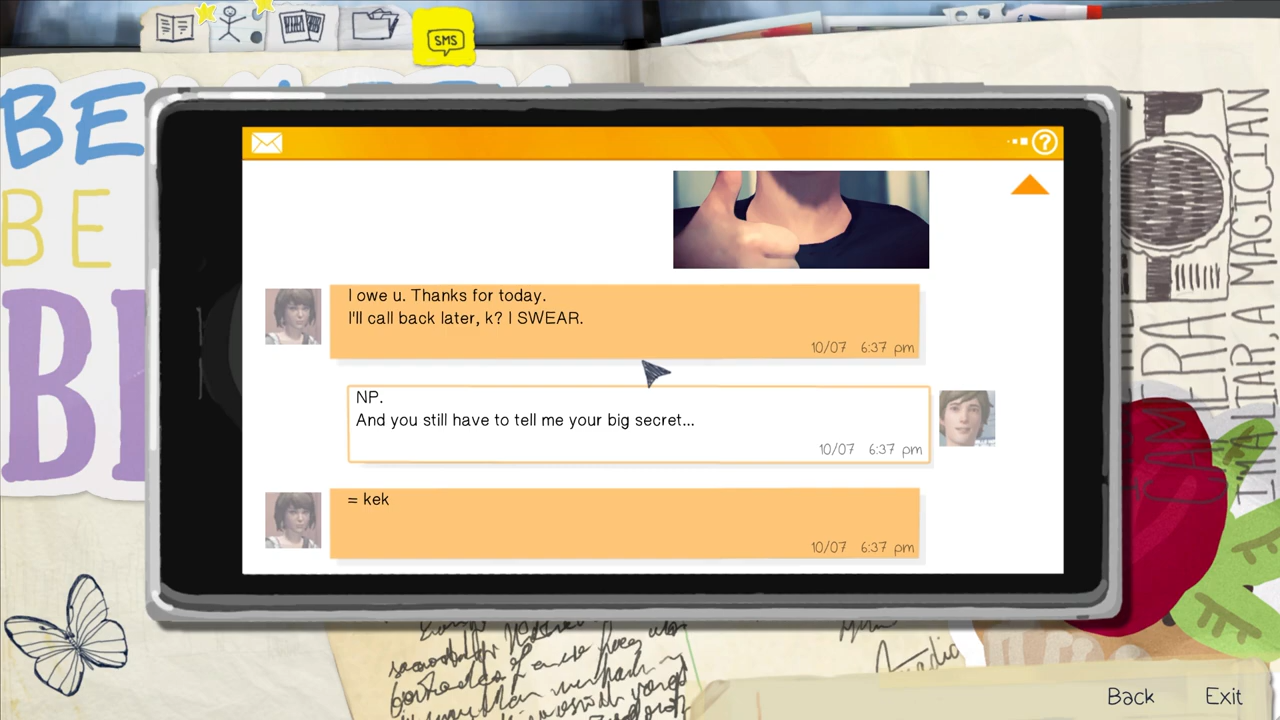 SMS
BE
BE
I owe u. Thanks for today.
I'll call back later, k? I SWEAR.
10/07 6:37 pm
NP.
And you still have to tell me your big secret...
10/07 6:37 pm
= kek
10/07 6:37 pm
CAMERA
LIAR, A MAGICIAN
Back
Exit